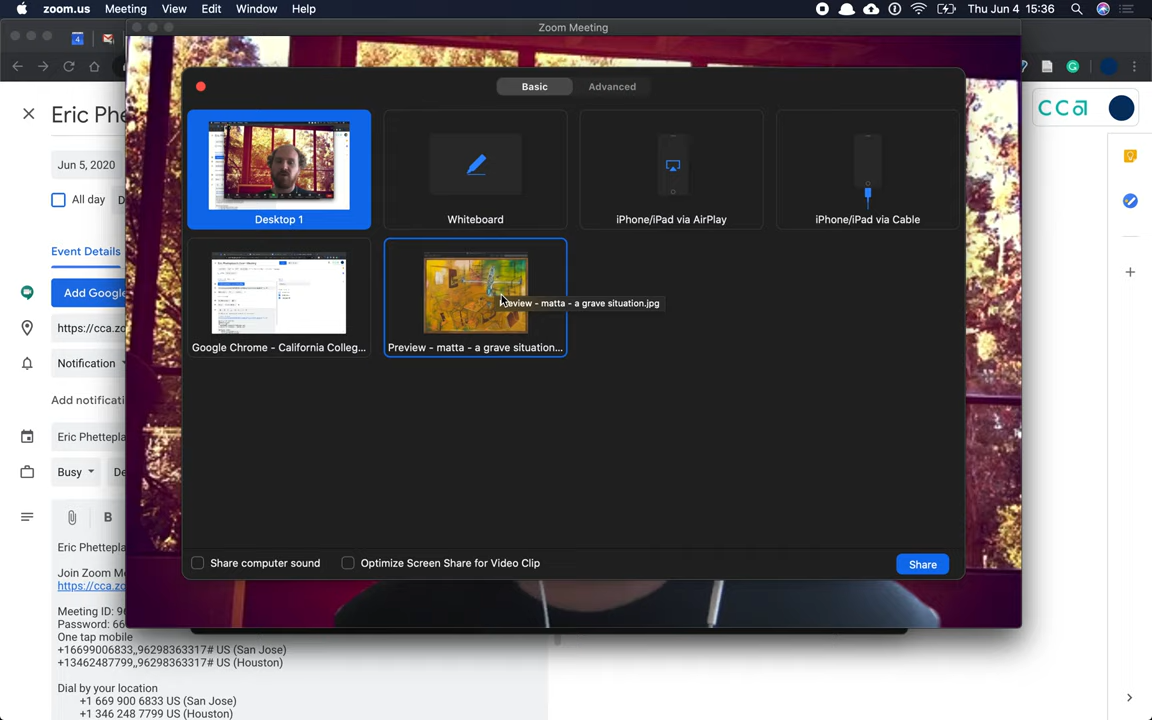 zoom.us Meeting View Edit Window Help
Thu Jun 4 15:36
Zoom Meeting
4
Eric Phe
cca
Basic Advanced
Jun 5, 2020
All day
Desktop 1
Whiteboard
iPhone/iPad via AirPlay
iPhone/iPad via Cable
Event Details
Add Google
https://cca.zo
Preview - matta - a grave situation.jpg
Google Chrome - California Colleg...
Preview - matta - a grave situation...
Notification
Add notificati
Eric Phettepla
Busy
De
B
Share computer sound
Optimize Screen Share for Video Clip
Share
Eric Phettepla
Join Zoom M
https://cca.zo
Meeting ID: 9
Password: 66
One tap mobile
+16699006833,,96298363317# US (San Jose)
+13462487799,,96298363317# US (Houston)
Dial by your location
+1 669 900 6833 US (San Jose)
+1 346 248 7799 US (Houston)